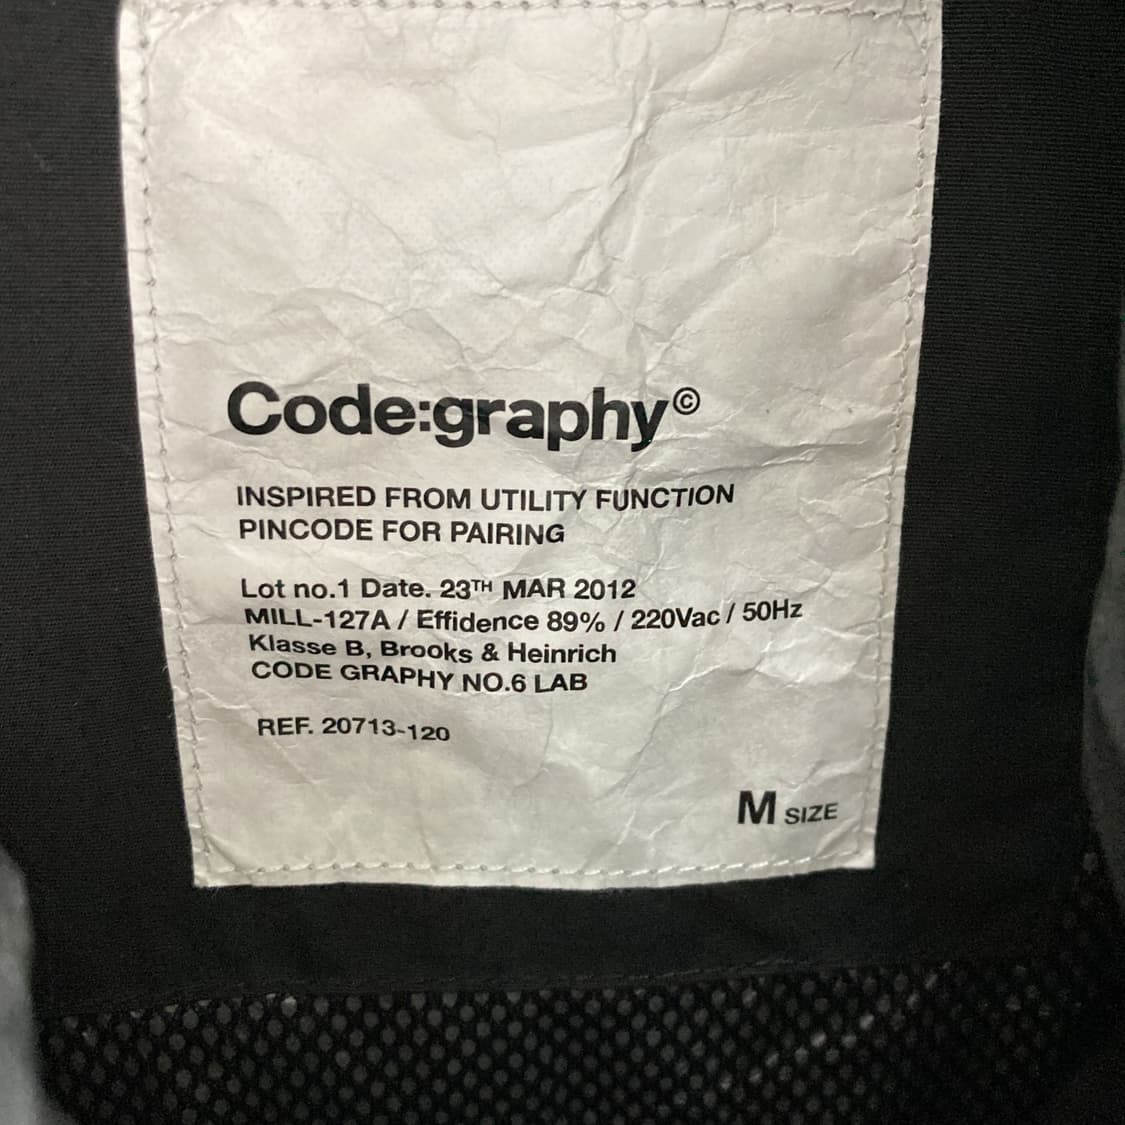 Code:graphy©
INSPIRED FROM UTILITY FUNCTION
PINCODE FOR PAIRING
Lot no.1 Date. 23TH MAR 2012
MILL-127A / Effidence 89% / 220Vac / 50Hz
Klasse B, Brooks & Heinrich
CODE GRAPHY NO.6 LAB
REF. 20713-120
M SIZE